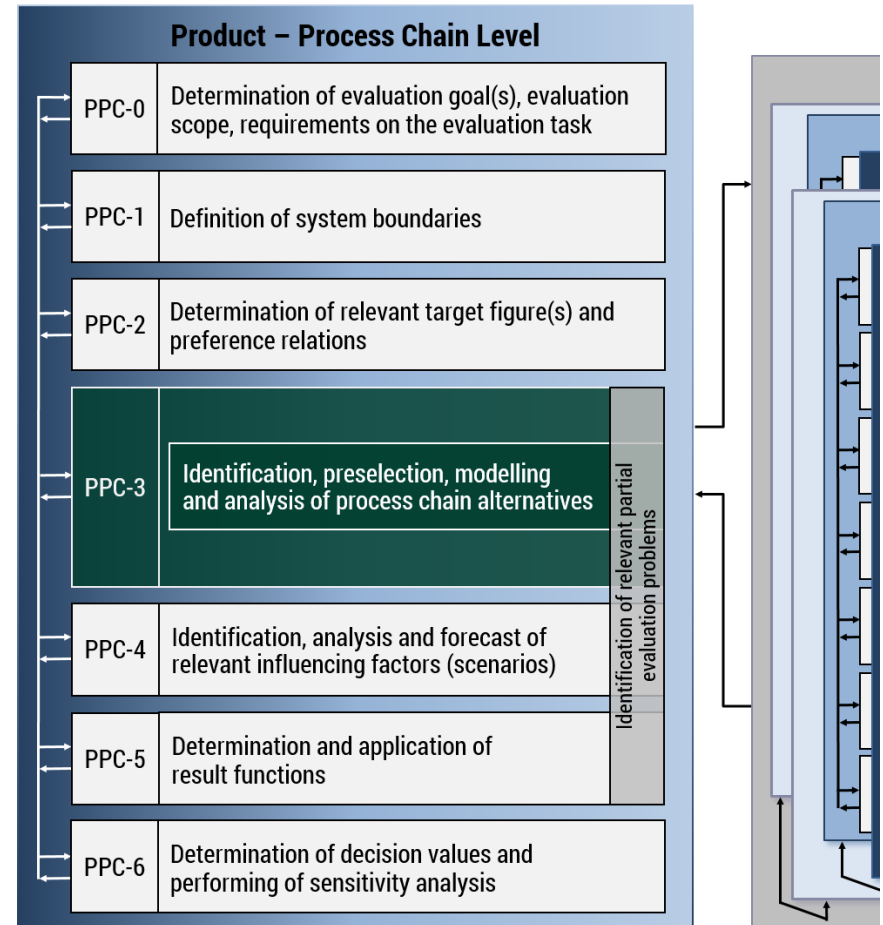 Product – Process Chain Level
PPC-0
Determination of evaluation goal(s), evaluation
scope, requirements on the evaluation task
PPC-1
Definition of system boundaries
PPC-2
Determination of relevant target figure(s) and
preference relations
PPC-3
Identification, preselection, modelling
and analysis of process chain alternatives
Identification of relevant partial
evaluation problems
PPC-4
Identification, analysis and forecast of
relevant influencing factors (scenarios)
PPC-5
Determination and application of
result functions
PPC-6
Determination of decision values and
performing of sensitivity analysis